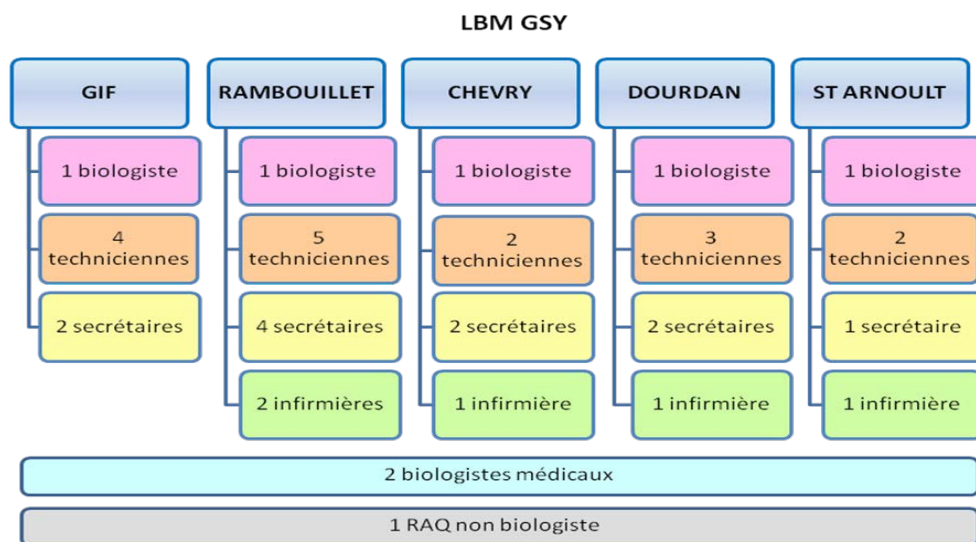 LBM GSY
GIF
RAMBOUILLET
CHEVRY
DOURDAN
ST ARNOULT
1 biologiste
1 biologiste
1 biologiste
1 biologiste
1 biologiste
4
techniciennes
5
techniciennes
2
techniciennes
3
techniciennes
2
techniciennes
2 secrétaires
4 secrétaires
2 secrétaires
2 secrétaires
1 secrétaire
2 infirmières
1 infirmière
1 infirmière
1 infirmière
2 biologistes médicaux
1 RAQ non biologiste